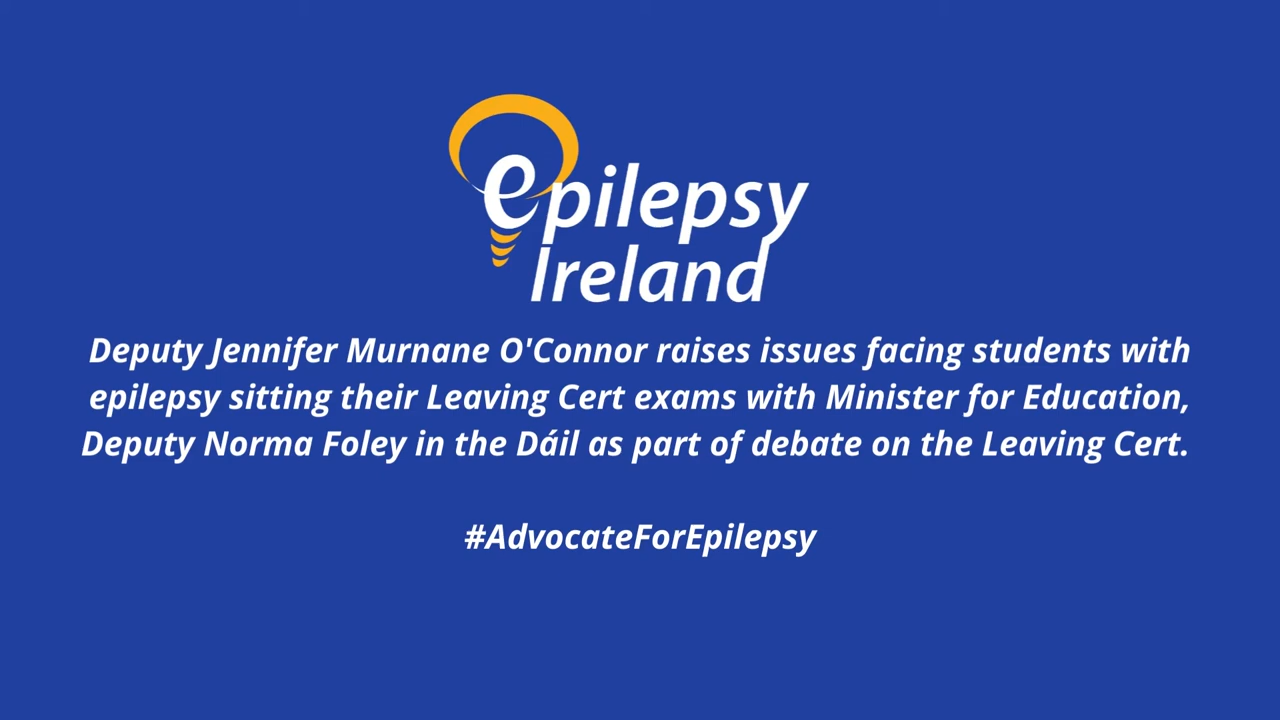 epilepsy
Ireland
Deputy Jennifer Murnane O'Connor raises issues facing students with
epilepsy sitting their Leaving Cert exams with Minister for Education,
Deputy Norma Foley in the Dáil as part of debate on the Leaving Cert.
#AdvocateForEpilepsy